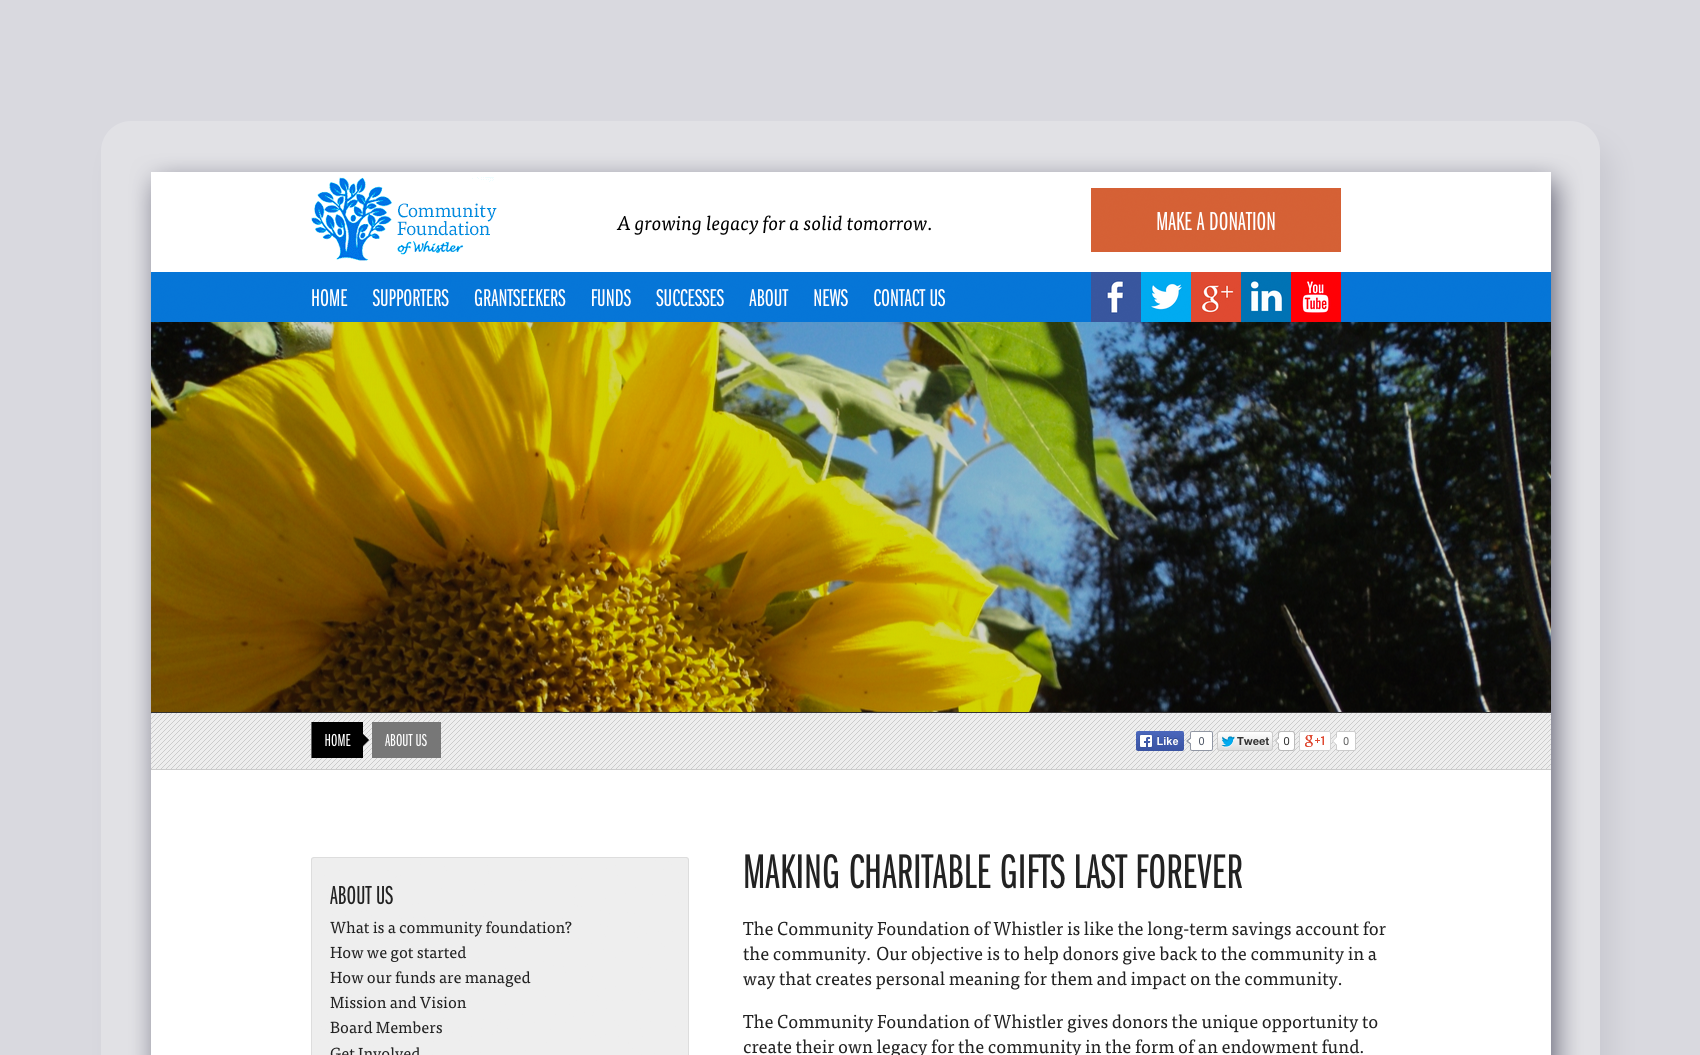 Community
Foundation
of Whistler
A growing legacy for a solid tomorrow.
MAKE A DONATION
HOME SUPPORTERS GRANTSEEKERS FUNDS SUCCESSES ABOUT NEWS CONTACT US
f g+ in You Tube
HOME ABOUT US
Like 0 Tweet 0 g+1 0
ABOUT US
What is a community foundation?
How we got started
How our funds are managed
Mission and Vision
Board Members
Get Involved
MAKING CHARITABLE GIFTS LAST FOREVER
The Community Foundation of Whistler is like the long-term savings account for
the community. Our objective is to help donors give back to the community in a
way that creates personal meaning for them and impact on the community.
The Community Foundation of Whistler gives donors the unique opportunity to
create their own legacy for the community in the form of an endowment fund.